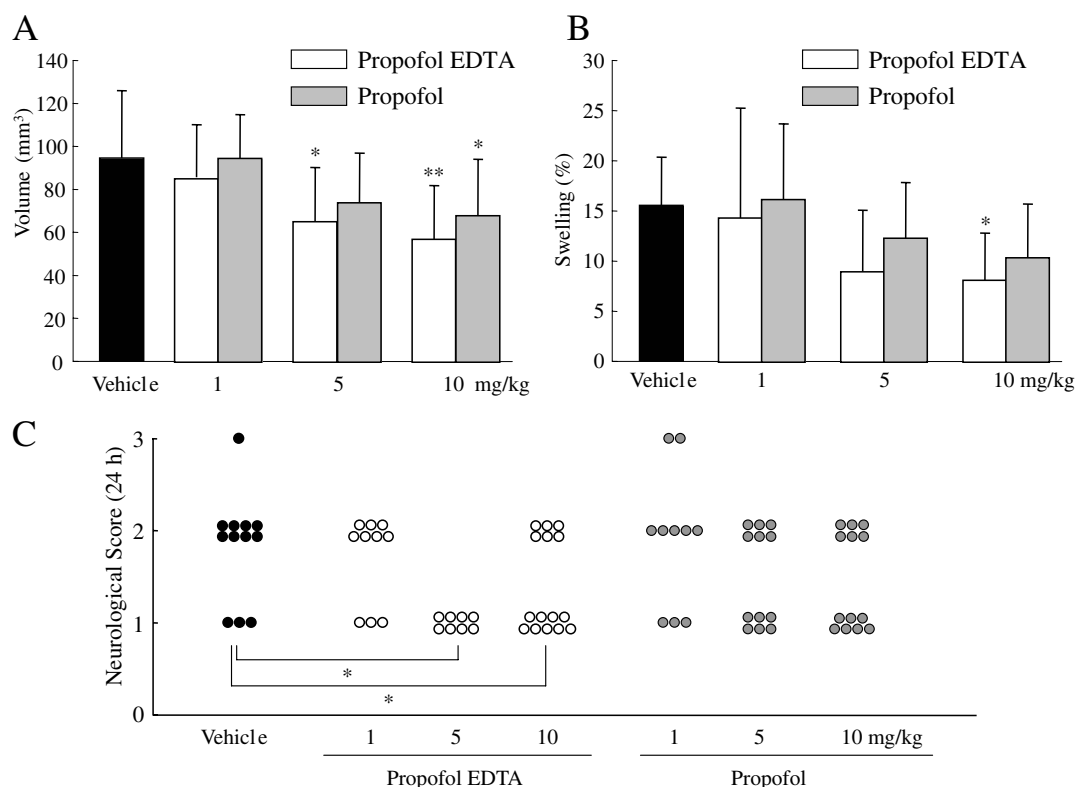 A
Propofol EDTA
Propofol
Volume (mm³)
140
120
100
80
60
40
20
0
*
**
*
Vehicle 1 5 10 mg/kg
B
Propofol EDTA
Propofol
Swelling (%)
30
25
20
15
10
5
0
*
Vehicle 1 5 10 mg/kg
C
Neurological Score (24 h)
3
2
1
0
*
*
Vehicle 1 5 10 1 5 10 mg/kg
Propofol EDTA Propofol